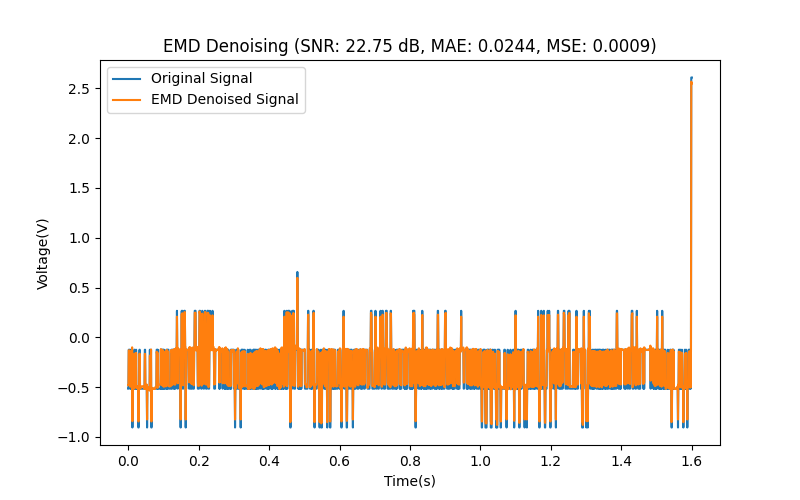 EMD Denoising (SNR: 22.75 dB, MAE: 0.0244, MSE: 0.0009)
Original Signal
EMD Denoised Signal
Voltage(V)
2.5
2.0
1.5
1.0
0.5
0.0
−0.5
−1.0
0.0 0.2 0.4 0.6 0.8 1.0 1.2 1.4 1.6
Time(s)